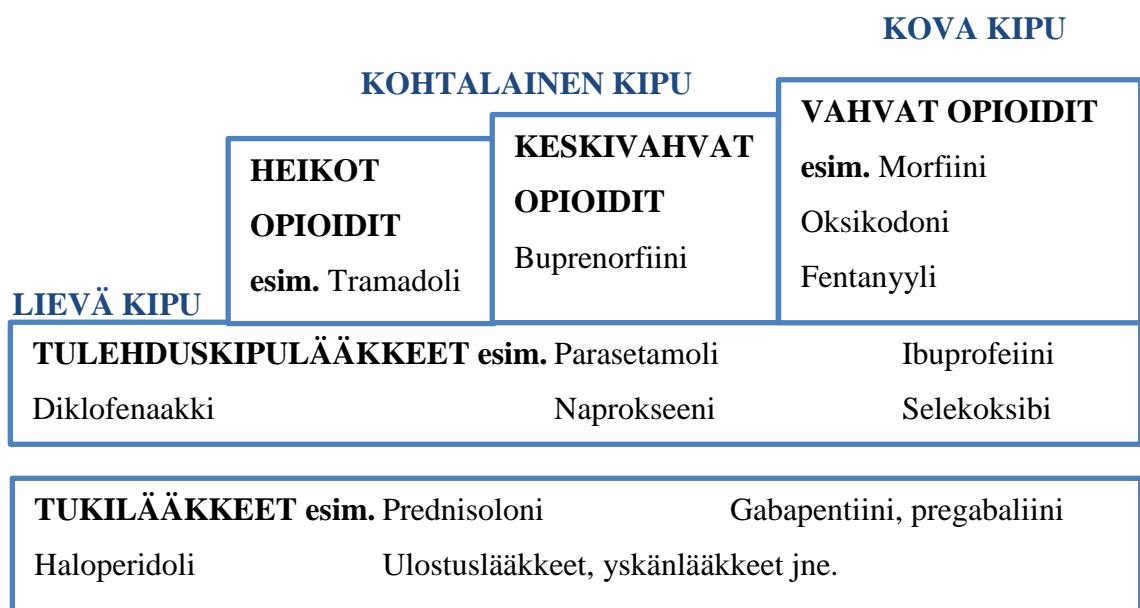 KOVA KIPU
KOHTALAINEN KIPU
VAHVAT OPIOIDIT
esim. Morfiini
Oksikodoni
Fentanyyli
KESKIVAHVAT
OPIOIDIT
Buprenorfiini
HEIKOT
OPIOIDIT
esim. Tramadoli
LIEVÄ KIPU
TULEHDUSKIPULÄÄKKEET esim. Parasetamoli Ibuprofeiini
Diklofenaakki Naprokseeni Selekoksibi
TUKILÄÄKKEET esim. Prednisoloni Gabapentiini, pregabaliini
Haloperidoli Ulostuslääkkeet, yskänlääkkeet jne.